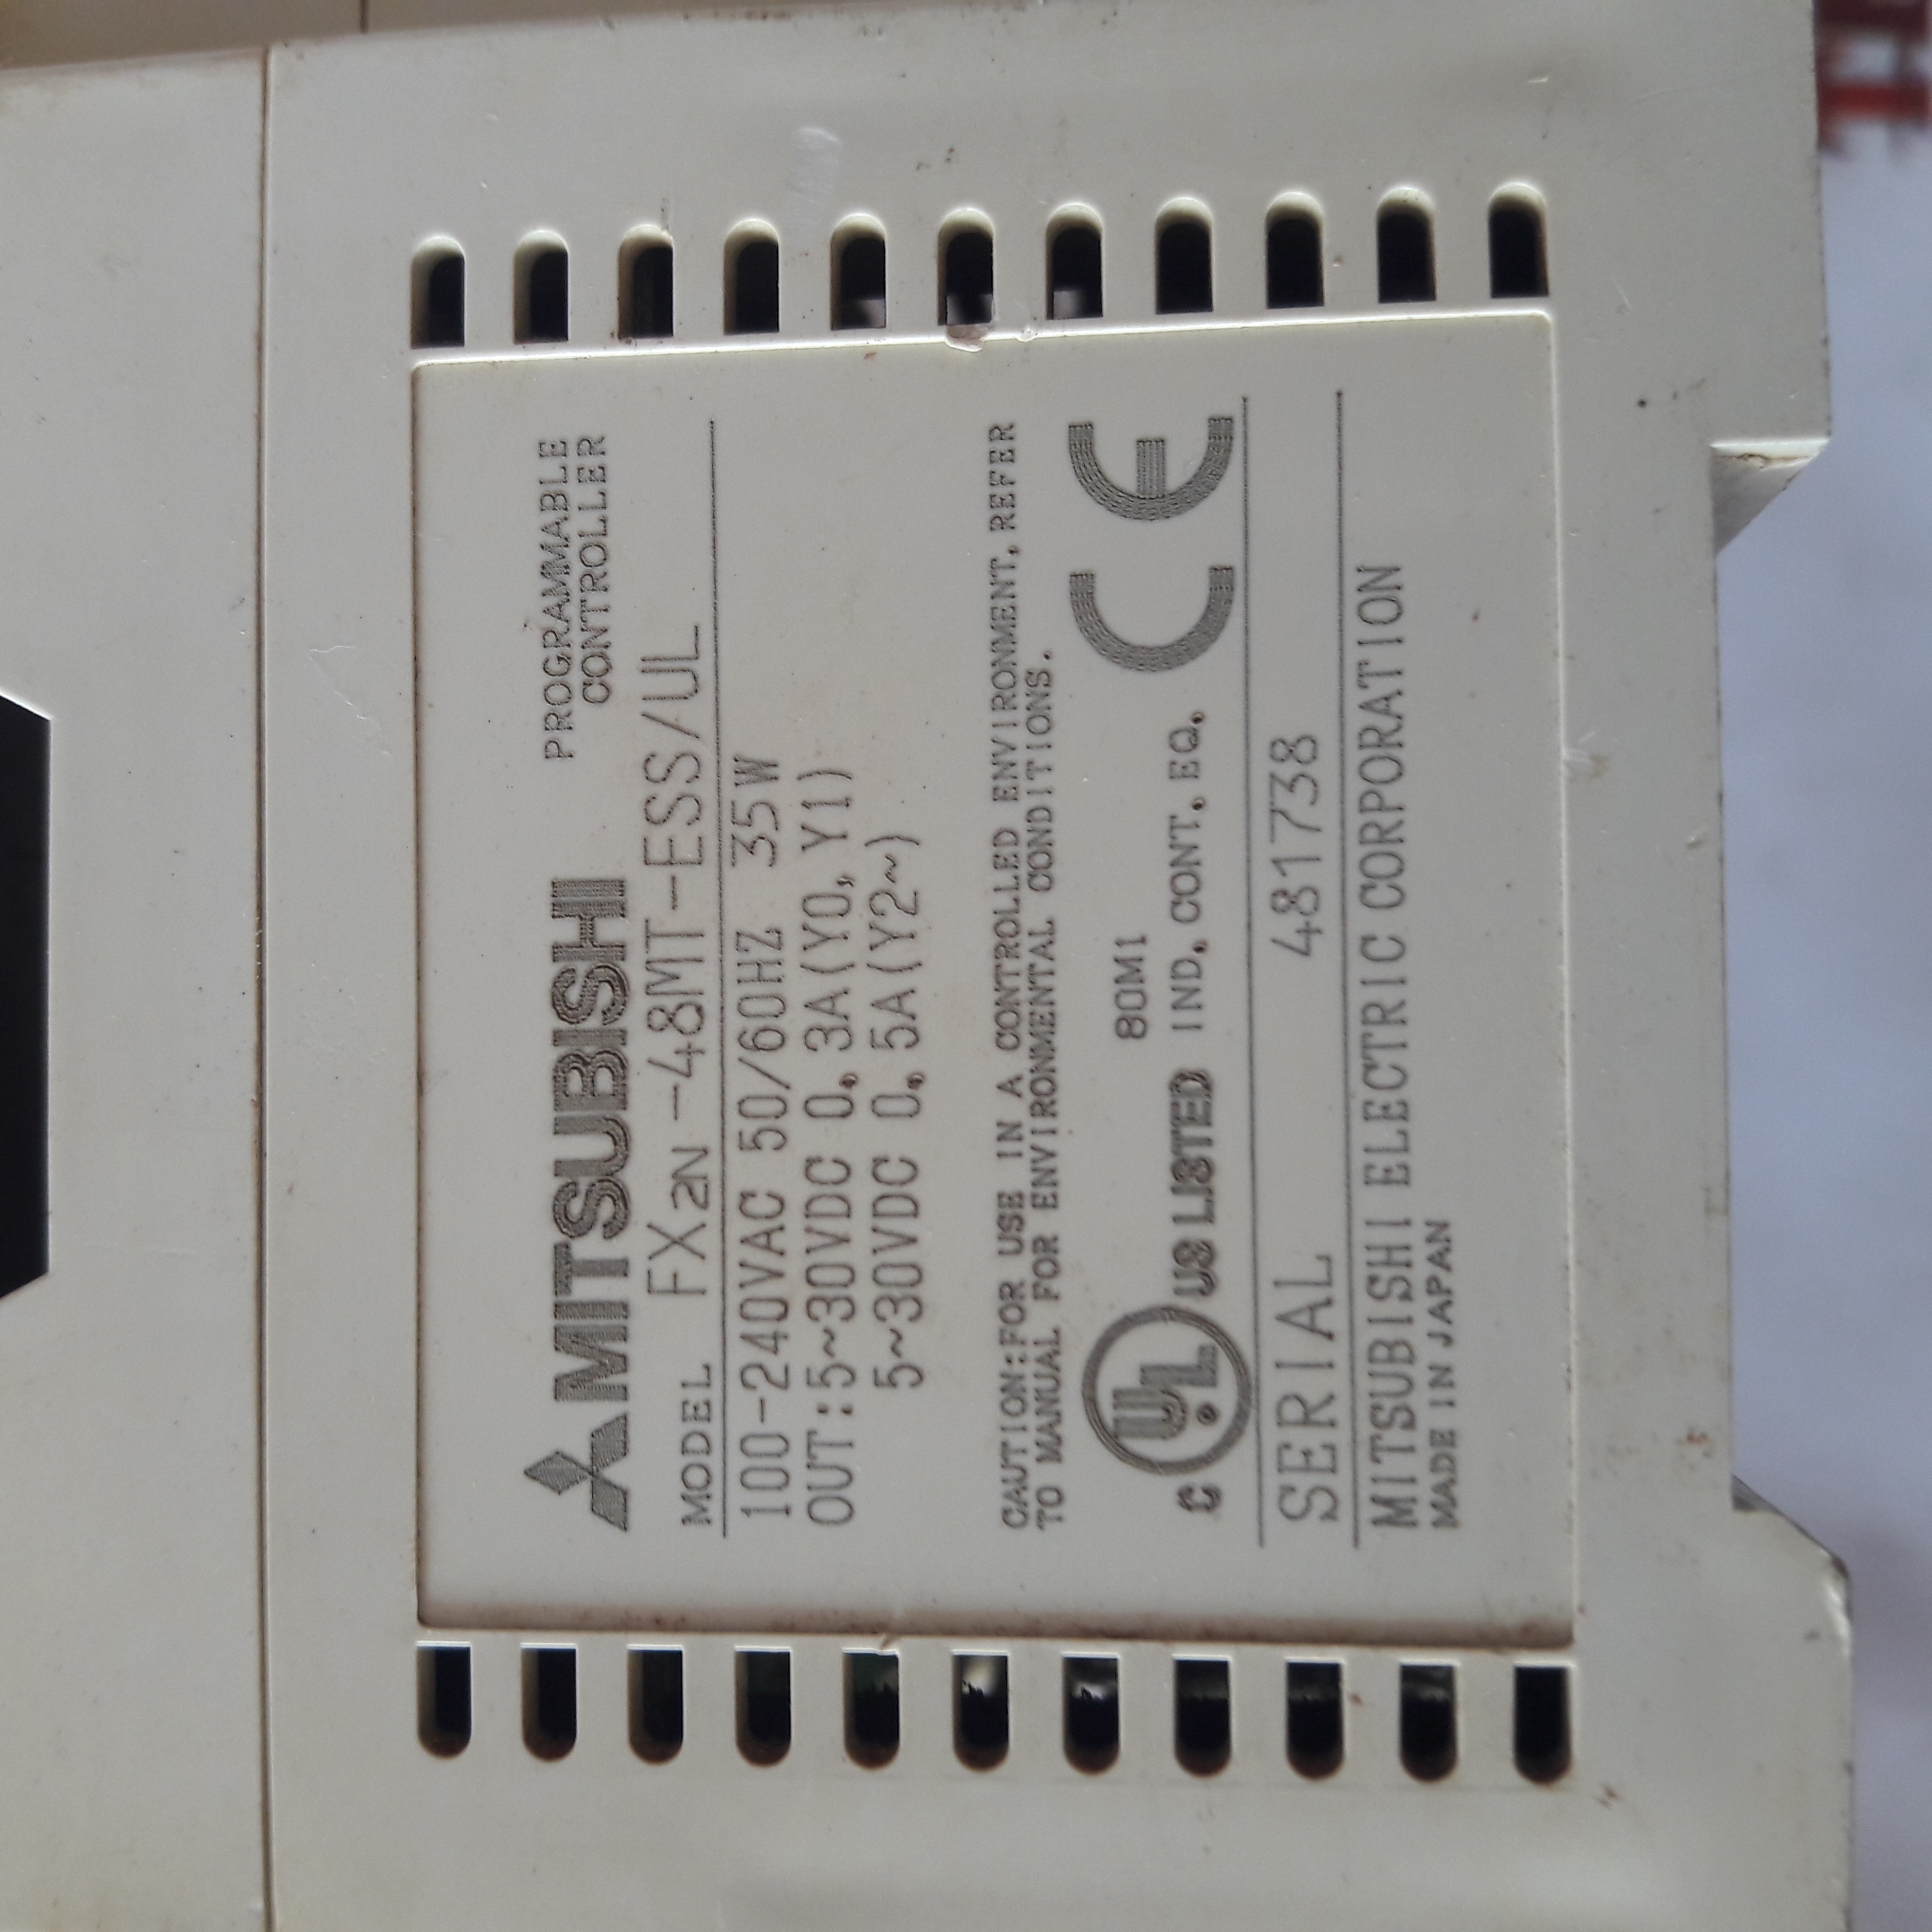 MITSUBISHI
PROGRAMMABLE
CONTROLLER
MODEL FX2N-48MT-ESS/UL
100-240VAC 50/60HZ 35W
OUT:5~30VDC 0.3A(Y0,Y1)
5~30VDC 0.5A(Y2~)
CAUTION:FOR USE IN A CONTROLLED ENVIRONMENT,REFER
TO MANUAL FOR ENVIRONMENTAL CONDITIONS.
80M1
C UL US LISTED IND.CONT.EQ. CE
SERIAL 481738
MITSUBISHI ELECTRIC CORPORATION
MADE IN JAPAN